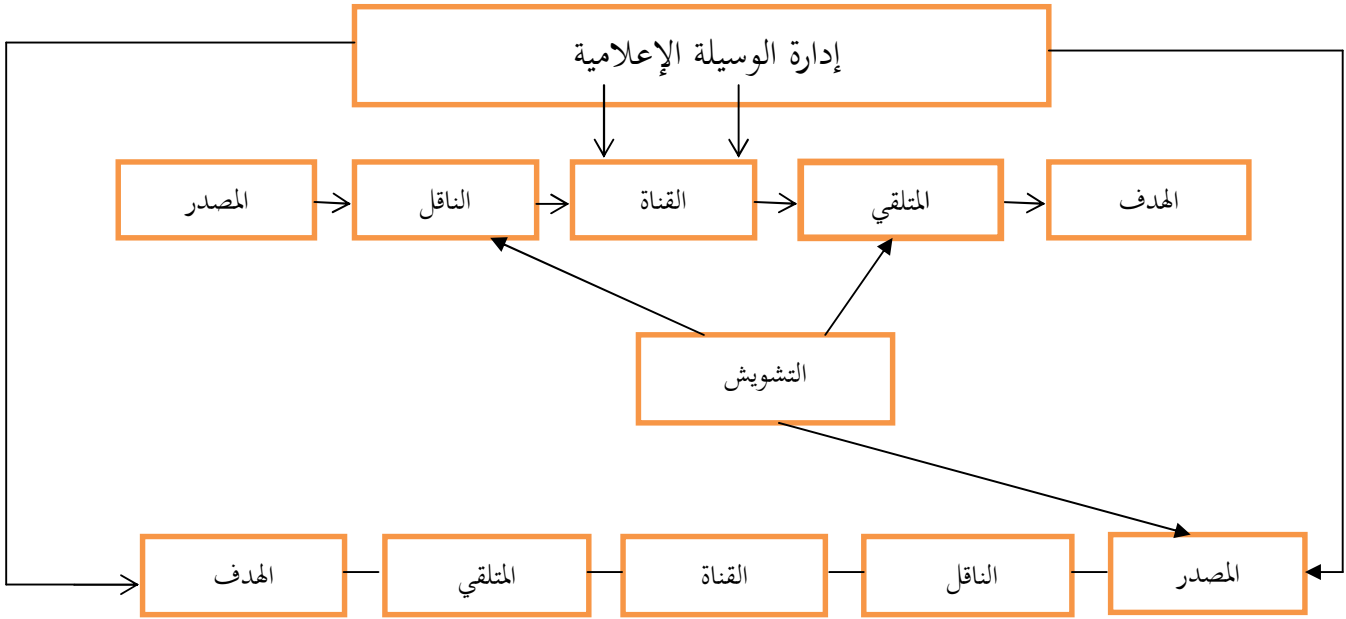 إدارة الوسيلة الإعلامية
المصدر
الناقل
القناة
المتلقي
الهدف
التشويش
المصدر
الناقل
القناة
المتلقي
الهدف